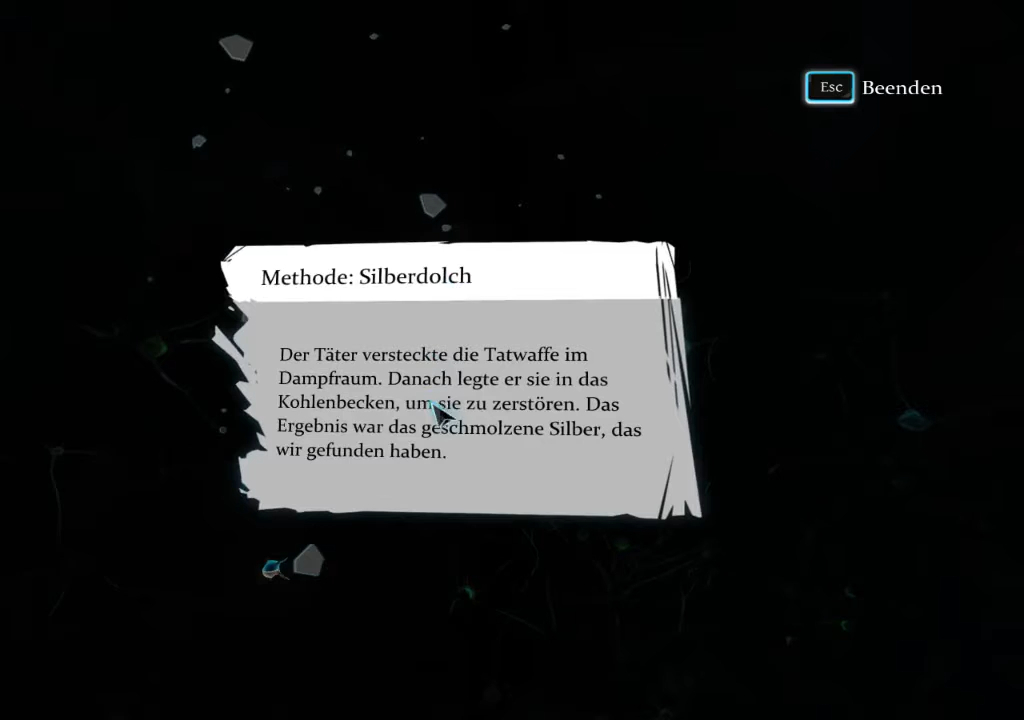 Esc Beenden
Methode: Silberdolch
Der Täter versteckte die Tatwaffe im
Dampfraum. Danach legte er sie in das
Kohlenbecken, um sie zu zerstören. Das
Ergebnis war das geschmolzene Silber, das
wir gefunden haben.